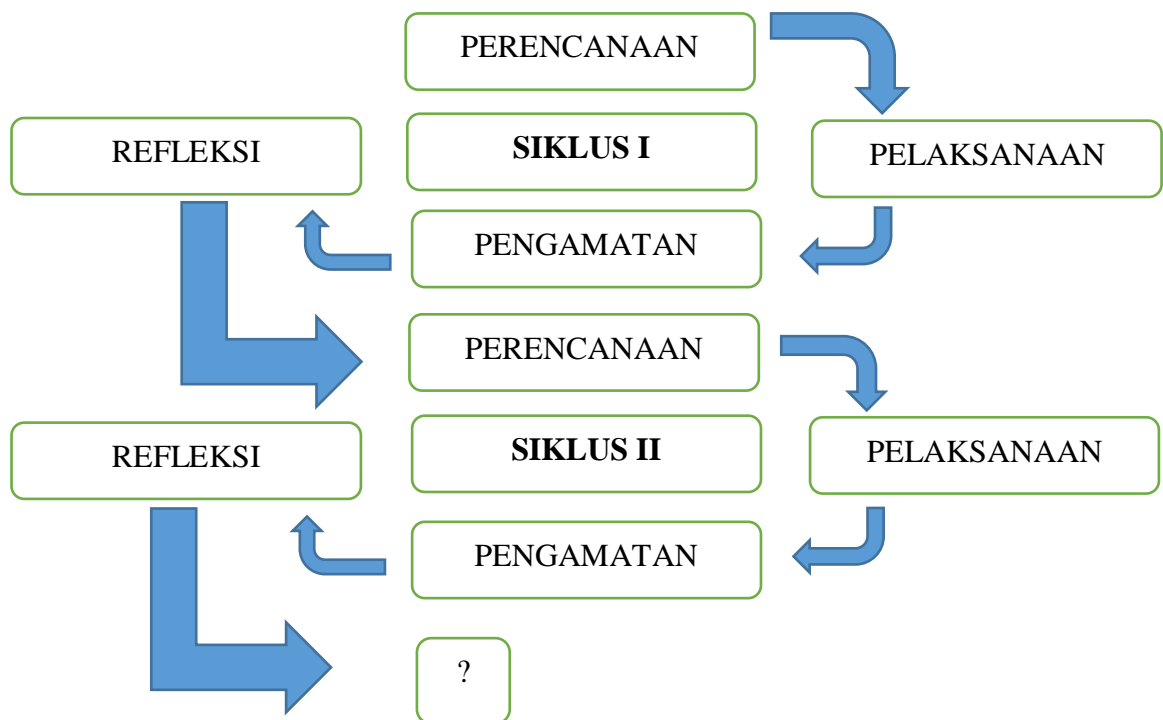 PERENCANAAN
REFLEKSI
SIKLUS I
PELAKSANAAN
PENGAMATAN
PERENCANAAN
REFLEKSI
SIKLUS II
PELAKSANAAN
PENGAMATAN
?